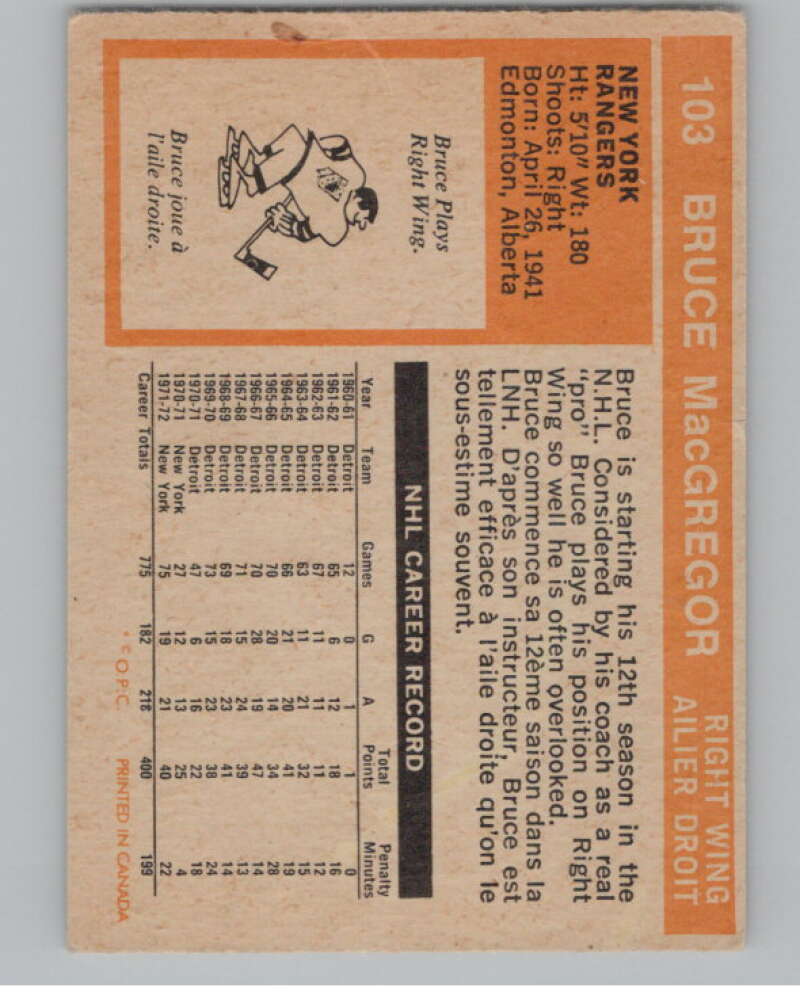 103 BRUCE MacGREGOR
RIGHT WING
AILIER DROIT
NEW YORK
RANGERS
Ht: 5'10" Wt: 180
Shoots: Right
Born: April 26, 1941
Edmonton, Alberta
Bruce Plays
Right Wing.
Bruce joue à
l'aile droite.
Bruce is starting his 12th season in the
N.H.L. Considered by his coach as a real
"pro" Bruce plays his position on Right
Wing so well he is often overlooked.
Bruce commence sa 12ème saison dans la
LNH. D'après son instructeur, Bruce est
tellement efficace à l'aile droite qu'on le
sous-estime souvent.
NHL CAREER RECORD
Year Team Games G A Total Points Penalty Minutes
1960-61 Detroit 12 0 1 1 0
1961-62 Detroit 65 6 12 18 16
1962-63 Detroit 67 11 11 11 12
1963-64 Detroit 63 11 21 32 15
1964-65 Detroit 66 21 20 41 19
1965-66 Detroit 70 20 14 34 28
1966-67 Detroit 70 28 19 47 14
1967-68 Detroit 71 15 24 39 13
1968-69 Detroit 69 18 23 41 14
1969-70 Detroit 73 15 23 38 24
1970-71 Detroit 47 6 16 22 18
1970-71 New York 27 12 13 25 4
1971-72 New York 75 19 21 40 22
Career Totals 775 182 218 400 199
* © O.P.C. PRINTED IN CANADA